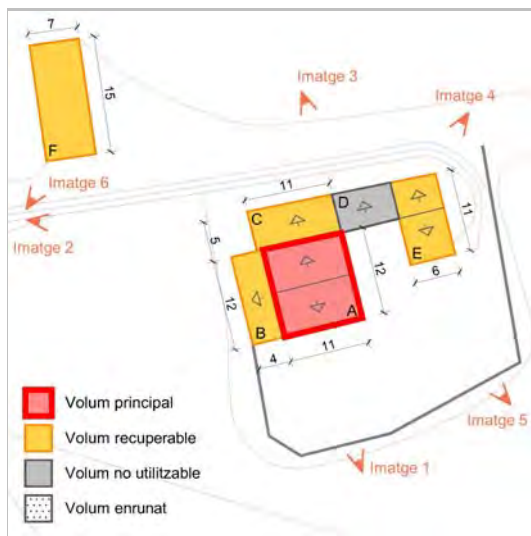 7
15
F
Imatge 3
Imatge 4
Imatge 6
Imatge 2
11
C
D
11
5
12
12
E
6
B
A
4
11
Volum principal
Volum recuperable
Volum no utilitzable
Volum enrunat
Imatge 5
Imatge 1